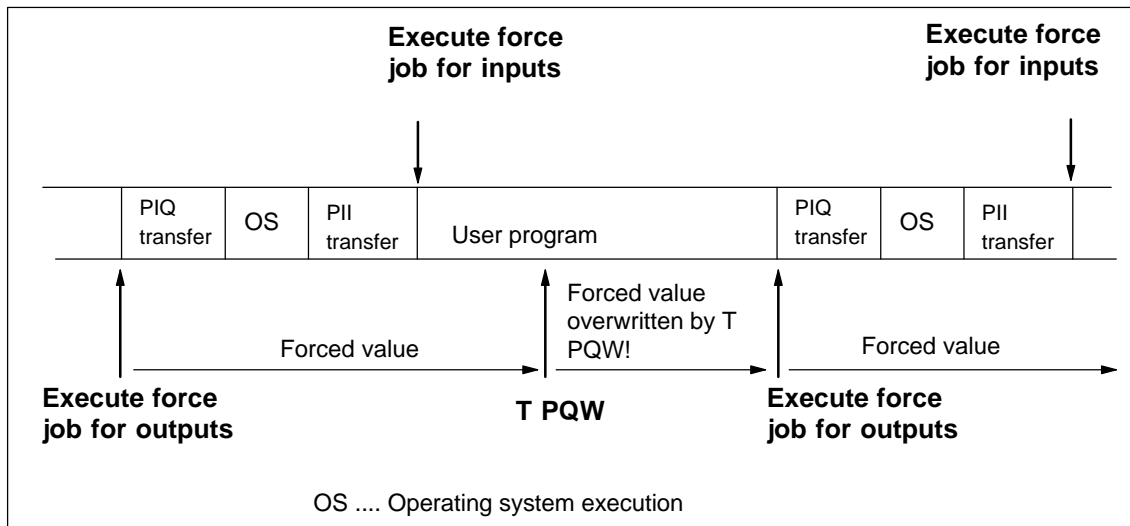 Execute force
job for inputs
Execute force
job for inputs
PIQ
transfer
OS
PII
transfer
User program
PIQ
transfer
OS
PII
transfer
Forced value
Forced value
overwritten by T
PQW!
Forced value
Execute force
job for outputs
T PQW
Execute force
job for outputs
OS .... Operating system execution